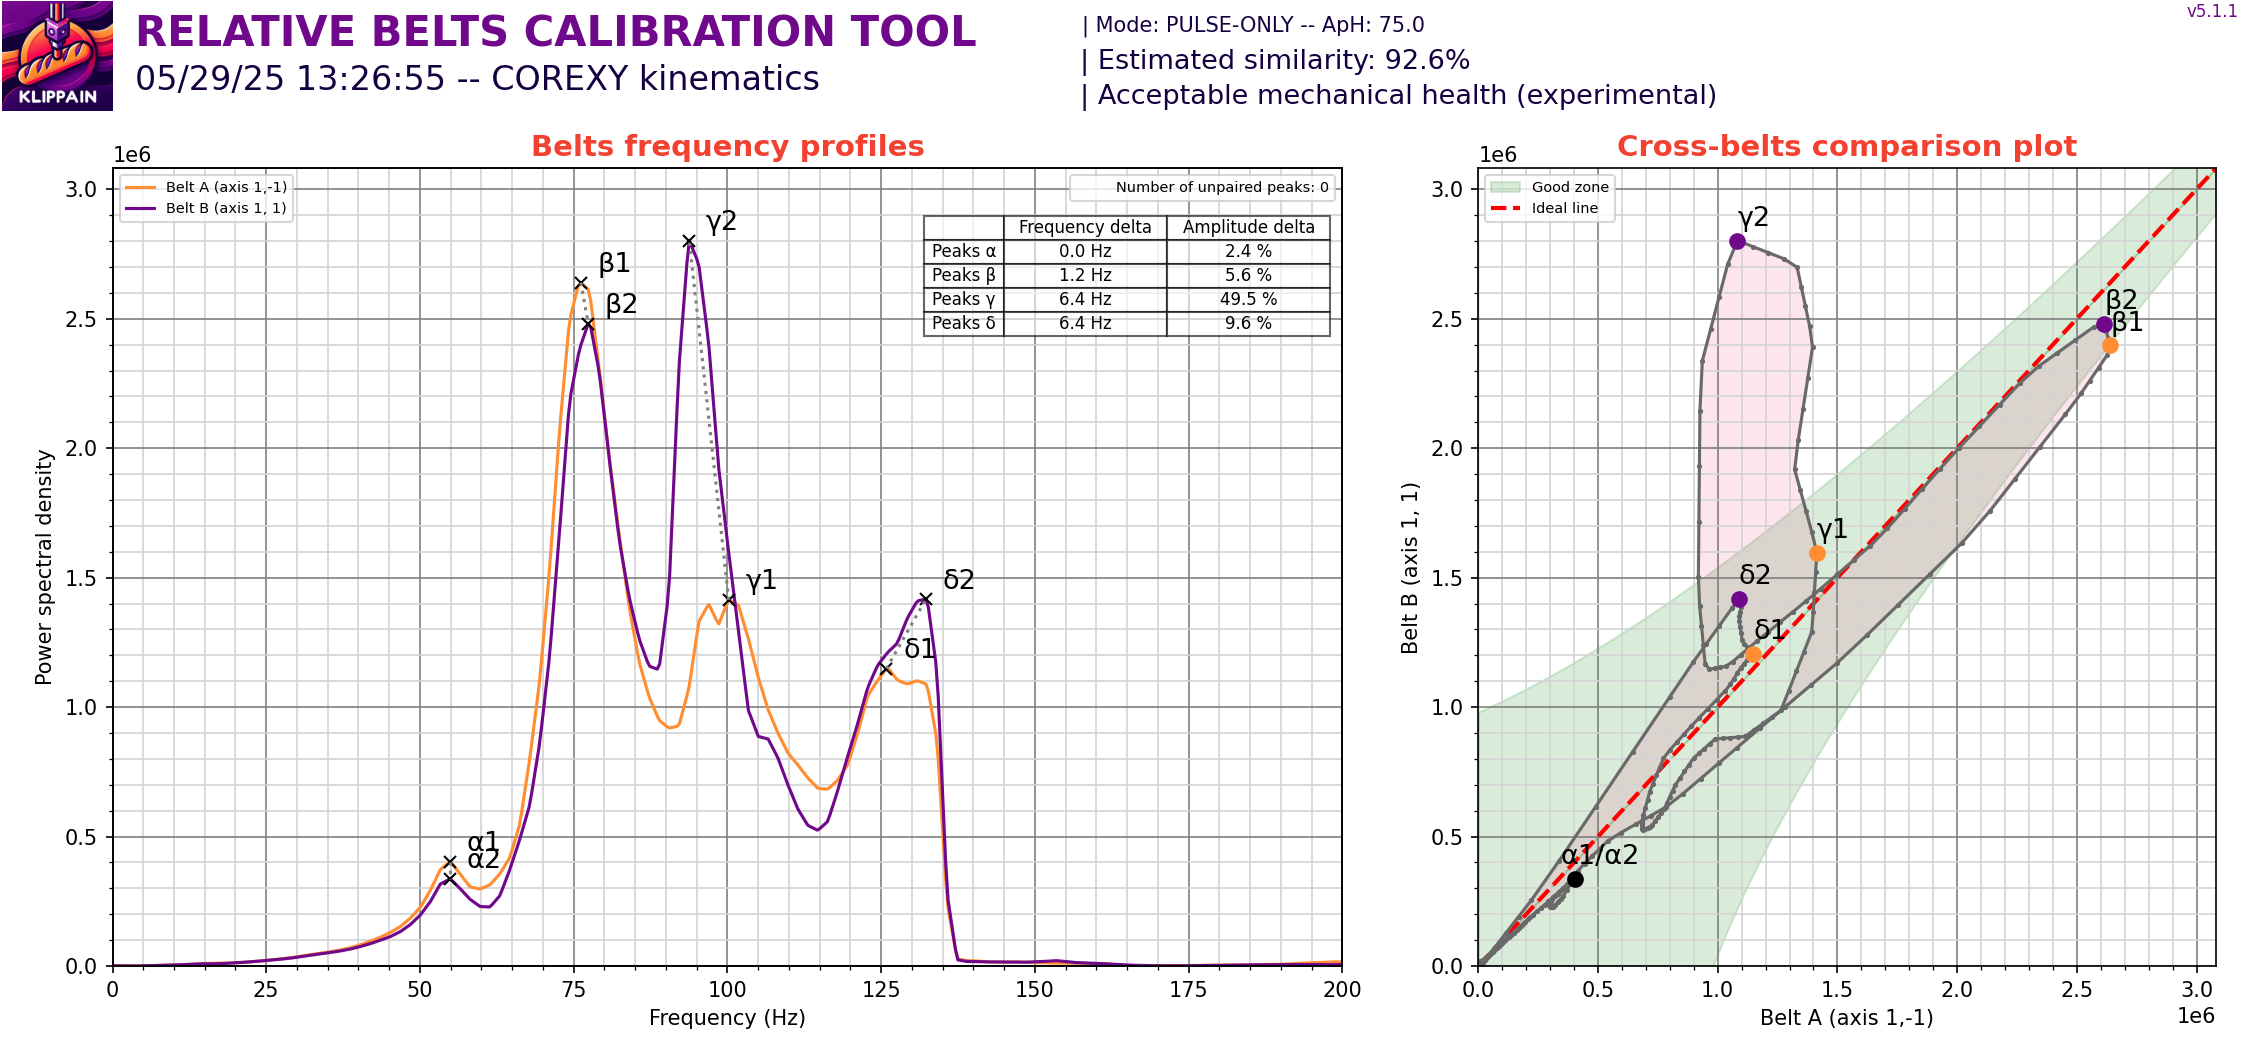 v5.1.1
KLIPPAIN
RELATIVE BELTS CALIBRATION TOOL
05/29/25 13:26:55 -- COREXY kinematics
| Mode: PULSE-ONLY -- ApH: 75.0
| Estimated similarity: 92.6%
| Acceptable mechanical health (experimental)
Belts frequency profiles
1e6
Belt A (axis 1,-1)
Belt B (axis 1, 1)
Number of unpaired peaks: 0
Frequency delta Amplitude delta
Peaks α 0.0 Hz 2.4 %
Peaks β 1.2 Hz 5.6 %
Peaks γ 6.4 Hz 49.5 %
Peaks δ 6.4 Hz 9.6 %
γ2
β1
β2
γ1
δ2
δ1
α1
α2
3.0
2.5
2.0
1.5
1.0
0.5
0.0
Power spectral density
0 25 50 75 100 125 150 175 200
Frequency (Hz)
Cross-belts comparison plot
1e6
Good zone
Ideal line
γ2
β2
β1
γ1
δ2
δ1
α1/α2
3.0
2.5
2.0
1.5
1.0
0.5
0.0
Belt B (axis 1, 1)
0.0 0.5 1.0 1.5 2.0 2.5 3.0
Belt A (axis 1,-1)
1e6